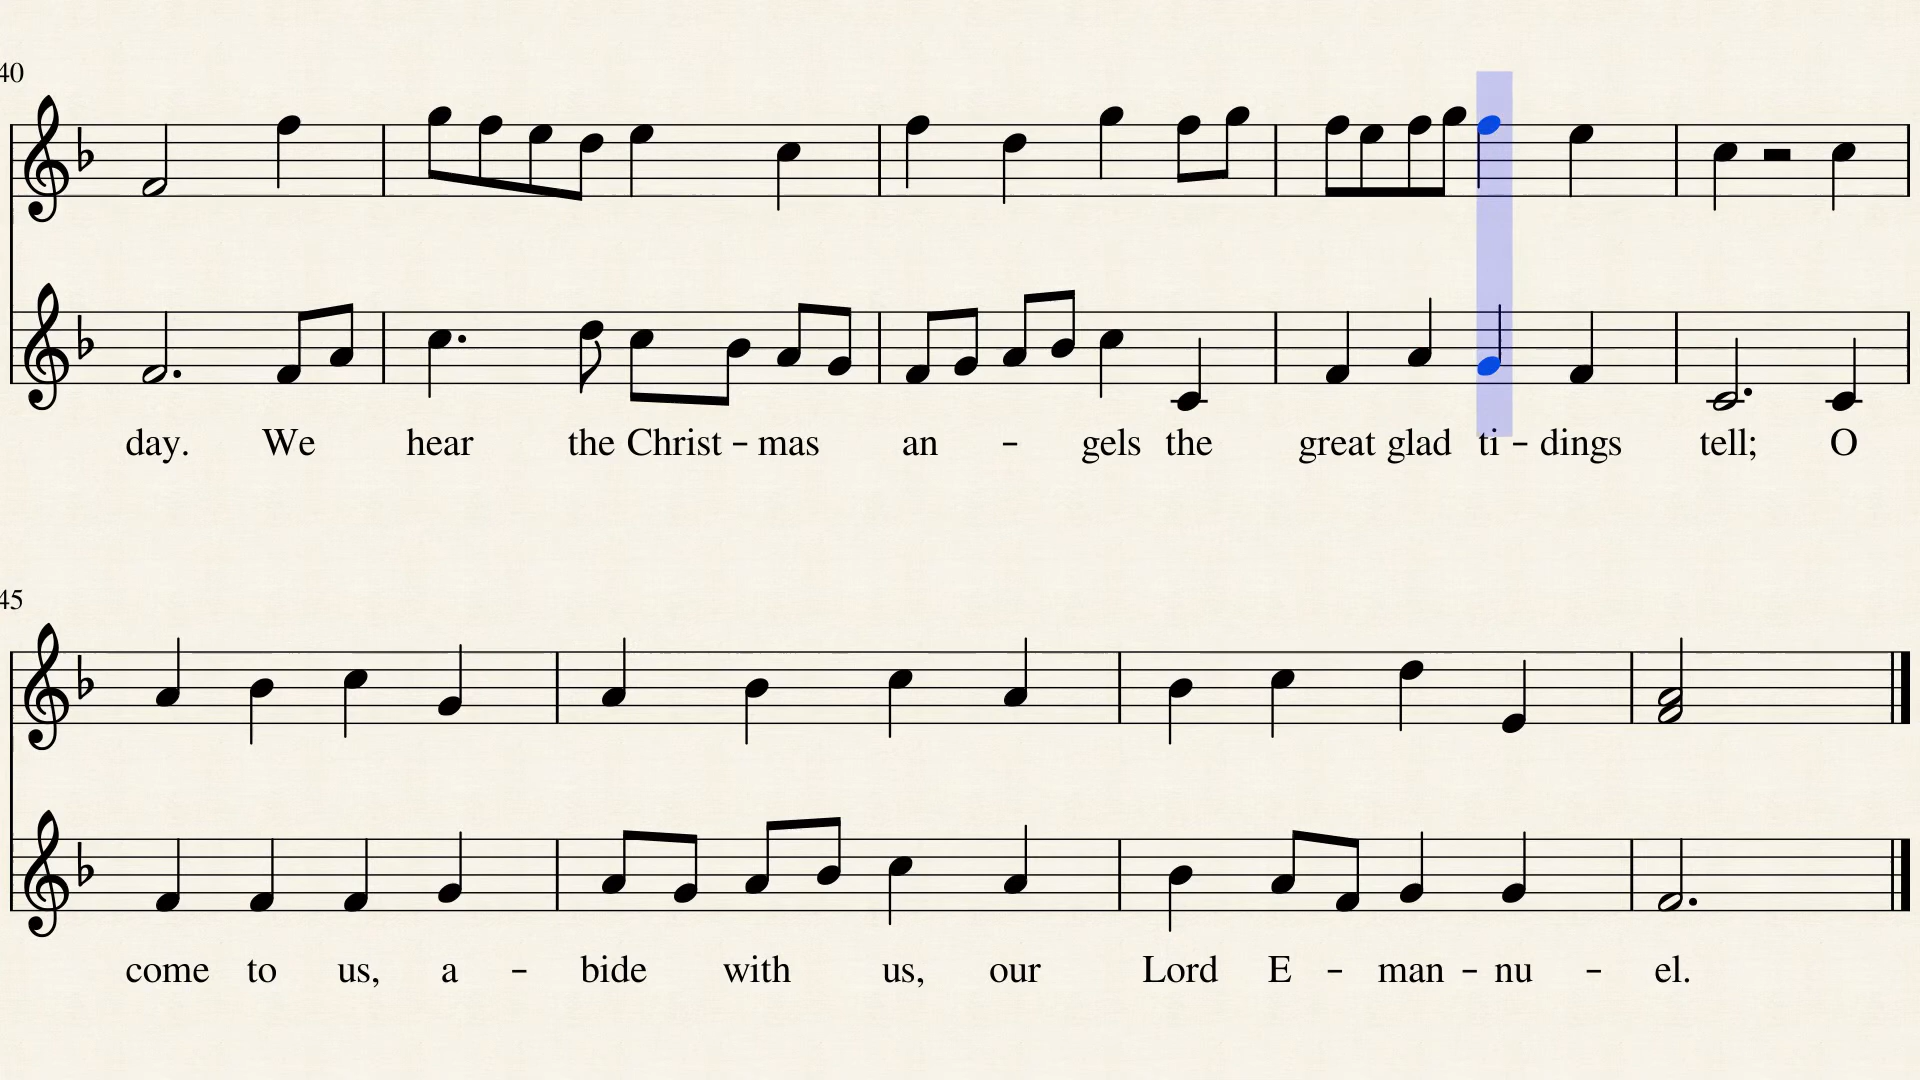 40
day. We hear the Christ - mas an - gels the great glad ti - dings tell; O
45
come to us, a - bide with us, our Lord E - man - nu - el.